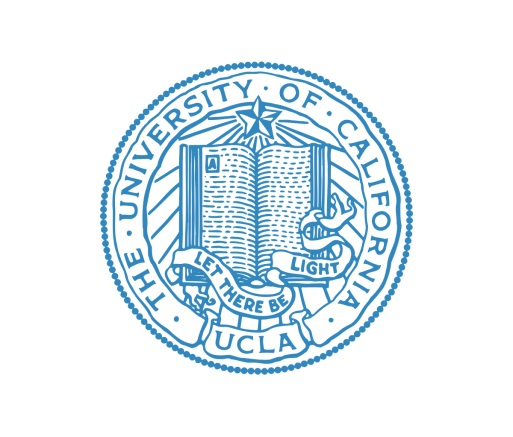 THE · UNIVERSITY · OF · CALIFORNIA
A
LET THERE BE LIGHT
UCLA